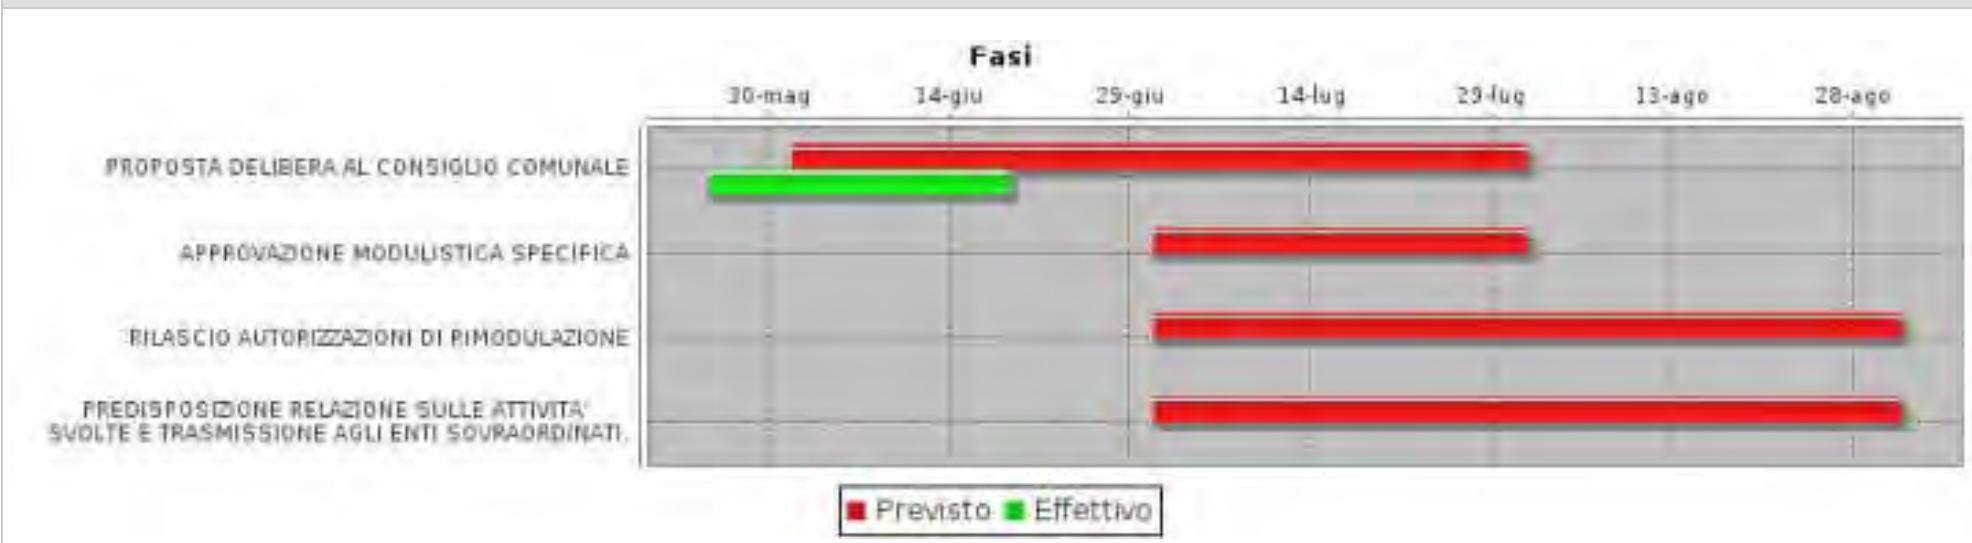 Fasi
30-mag 14-giu 29-giu 14-lug 29-lug 13-ago 28-ago
PROPOSTA DELIBERA AL CONSIGLIO COMUNALE
APPROVAZIONE MODULISTICA SPECIFICA
RILASCIO AUTORIZZAZIONI DI RIMODULAZIONE
PREDISPOSIZIONE RELAZIONE SULLE ATTIVITA'
SVOLTE E TRASMISSIONE AGLI ENTI SOVRAORDINATI.
Previsto Effettivo